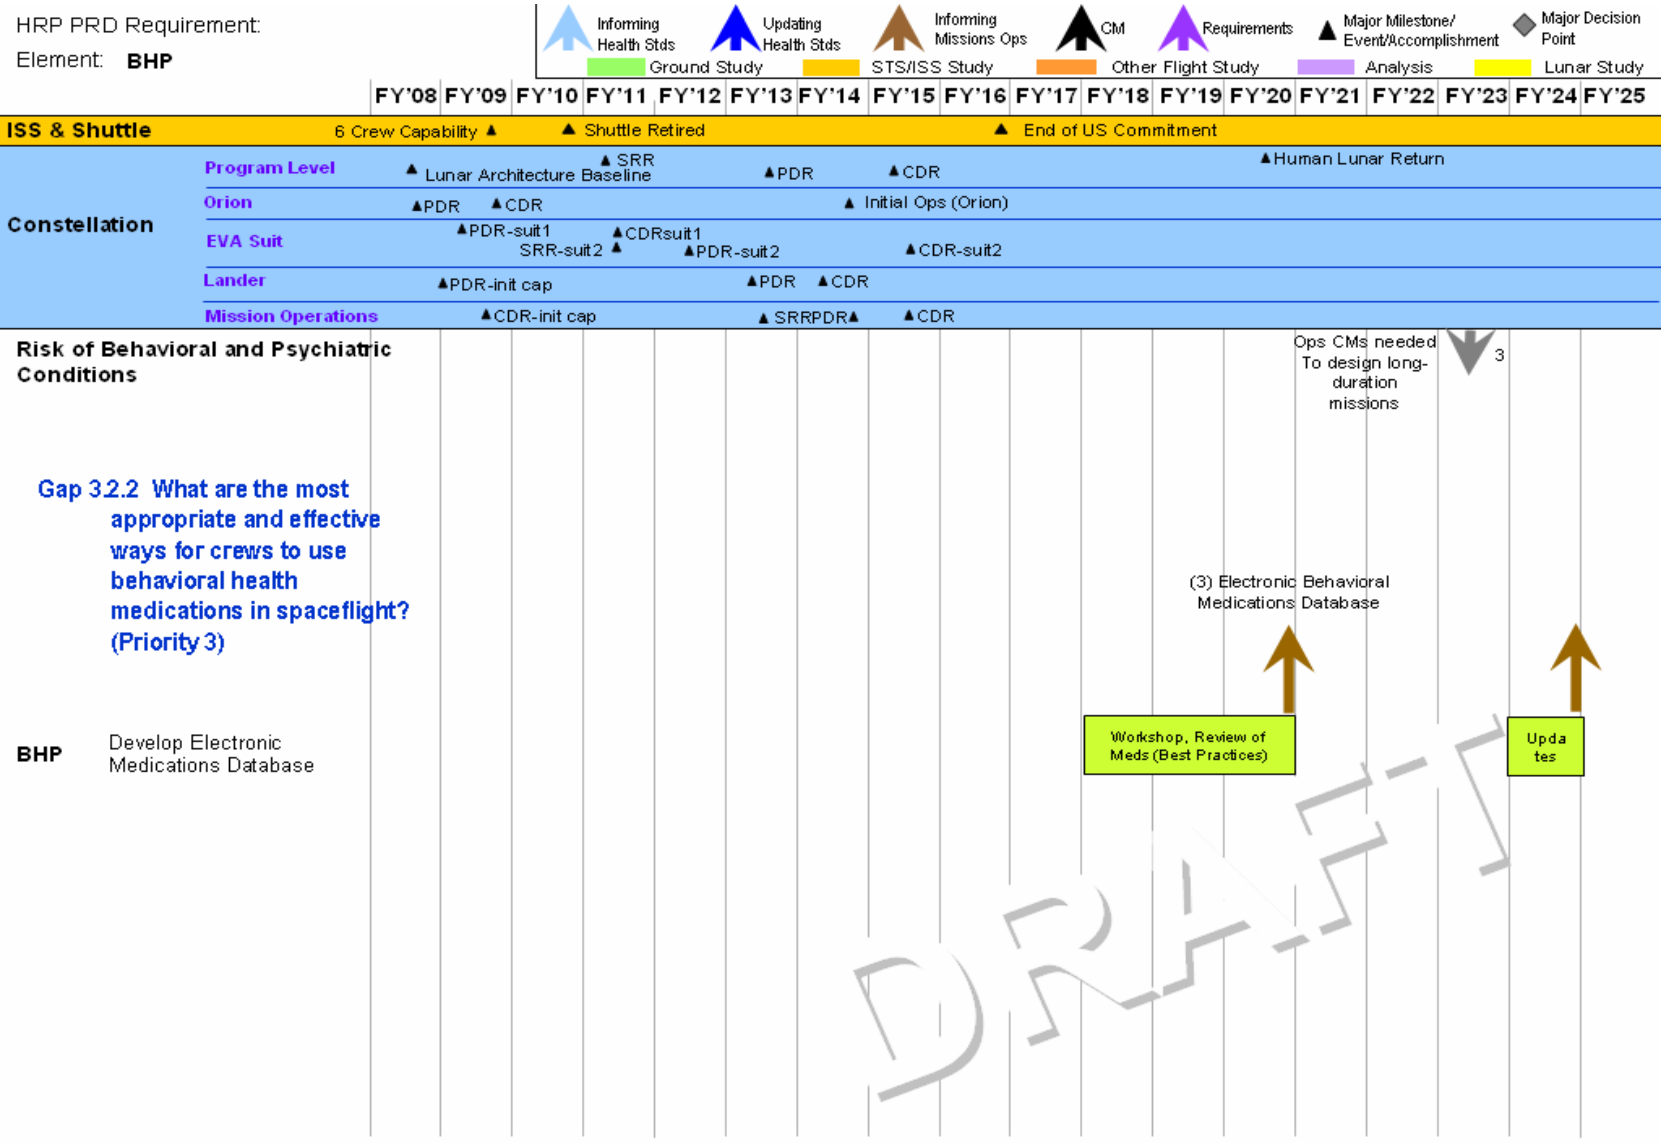 HRP PRD Requirement:
Element: BHP
Informing
Health Stds
Updating
Health Stds
Informing
Missions Ops
CM
Requirements
Major Milestone/
Event/Accomplishment
Major Decision
Point
Ground Study
STS/ISS Study
Other Flight Study
Analysis
Lunar Study
FY'08 FY'09 FY'10 FY'11 FY'12 FY'13 FY'14 FY'15 FY'16 FY'17 FY'18 FY'19 FY'20 FY'21 FY'22 FY'23 FY'24 FY'25
ISS & Shuttle 6 Crew Capability Shuttle Retired End of US Commitment
Constellation
Program Level Lunar Architecture Baseline SRR PDR CDR Human Lunar Return
Orion PDR CDR Initial Ops (Orion)
EVA Suit PDR-suit1 CDRsuit1
SRR-suit2 PDR-suit2 CDR-suit2
Lander PDR-init cap PDR CDR
Mission Operations CDR-init cap SRR PDR CDR
Risk of Behavioral and Psychiatric
Conditions
Ops CMs needed
To design long-
duration
missions
3
Gap 3.2.2 What are the most
appropriate and effective
ways for crews to use
behavioral health
medications in spaceflight?
(Priority 3)
(3) Electronic Behavioral
Medications Database
BHP
Develop Electronic
Medications Database
Workshop, Review of
Meds (Best Practices)
Upda
tes
DRAFT